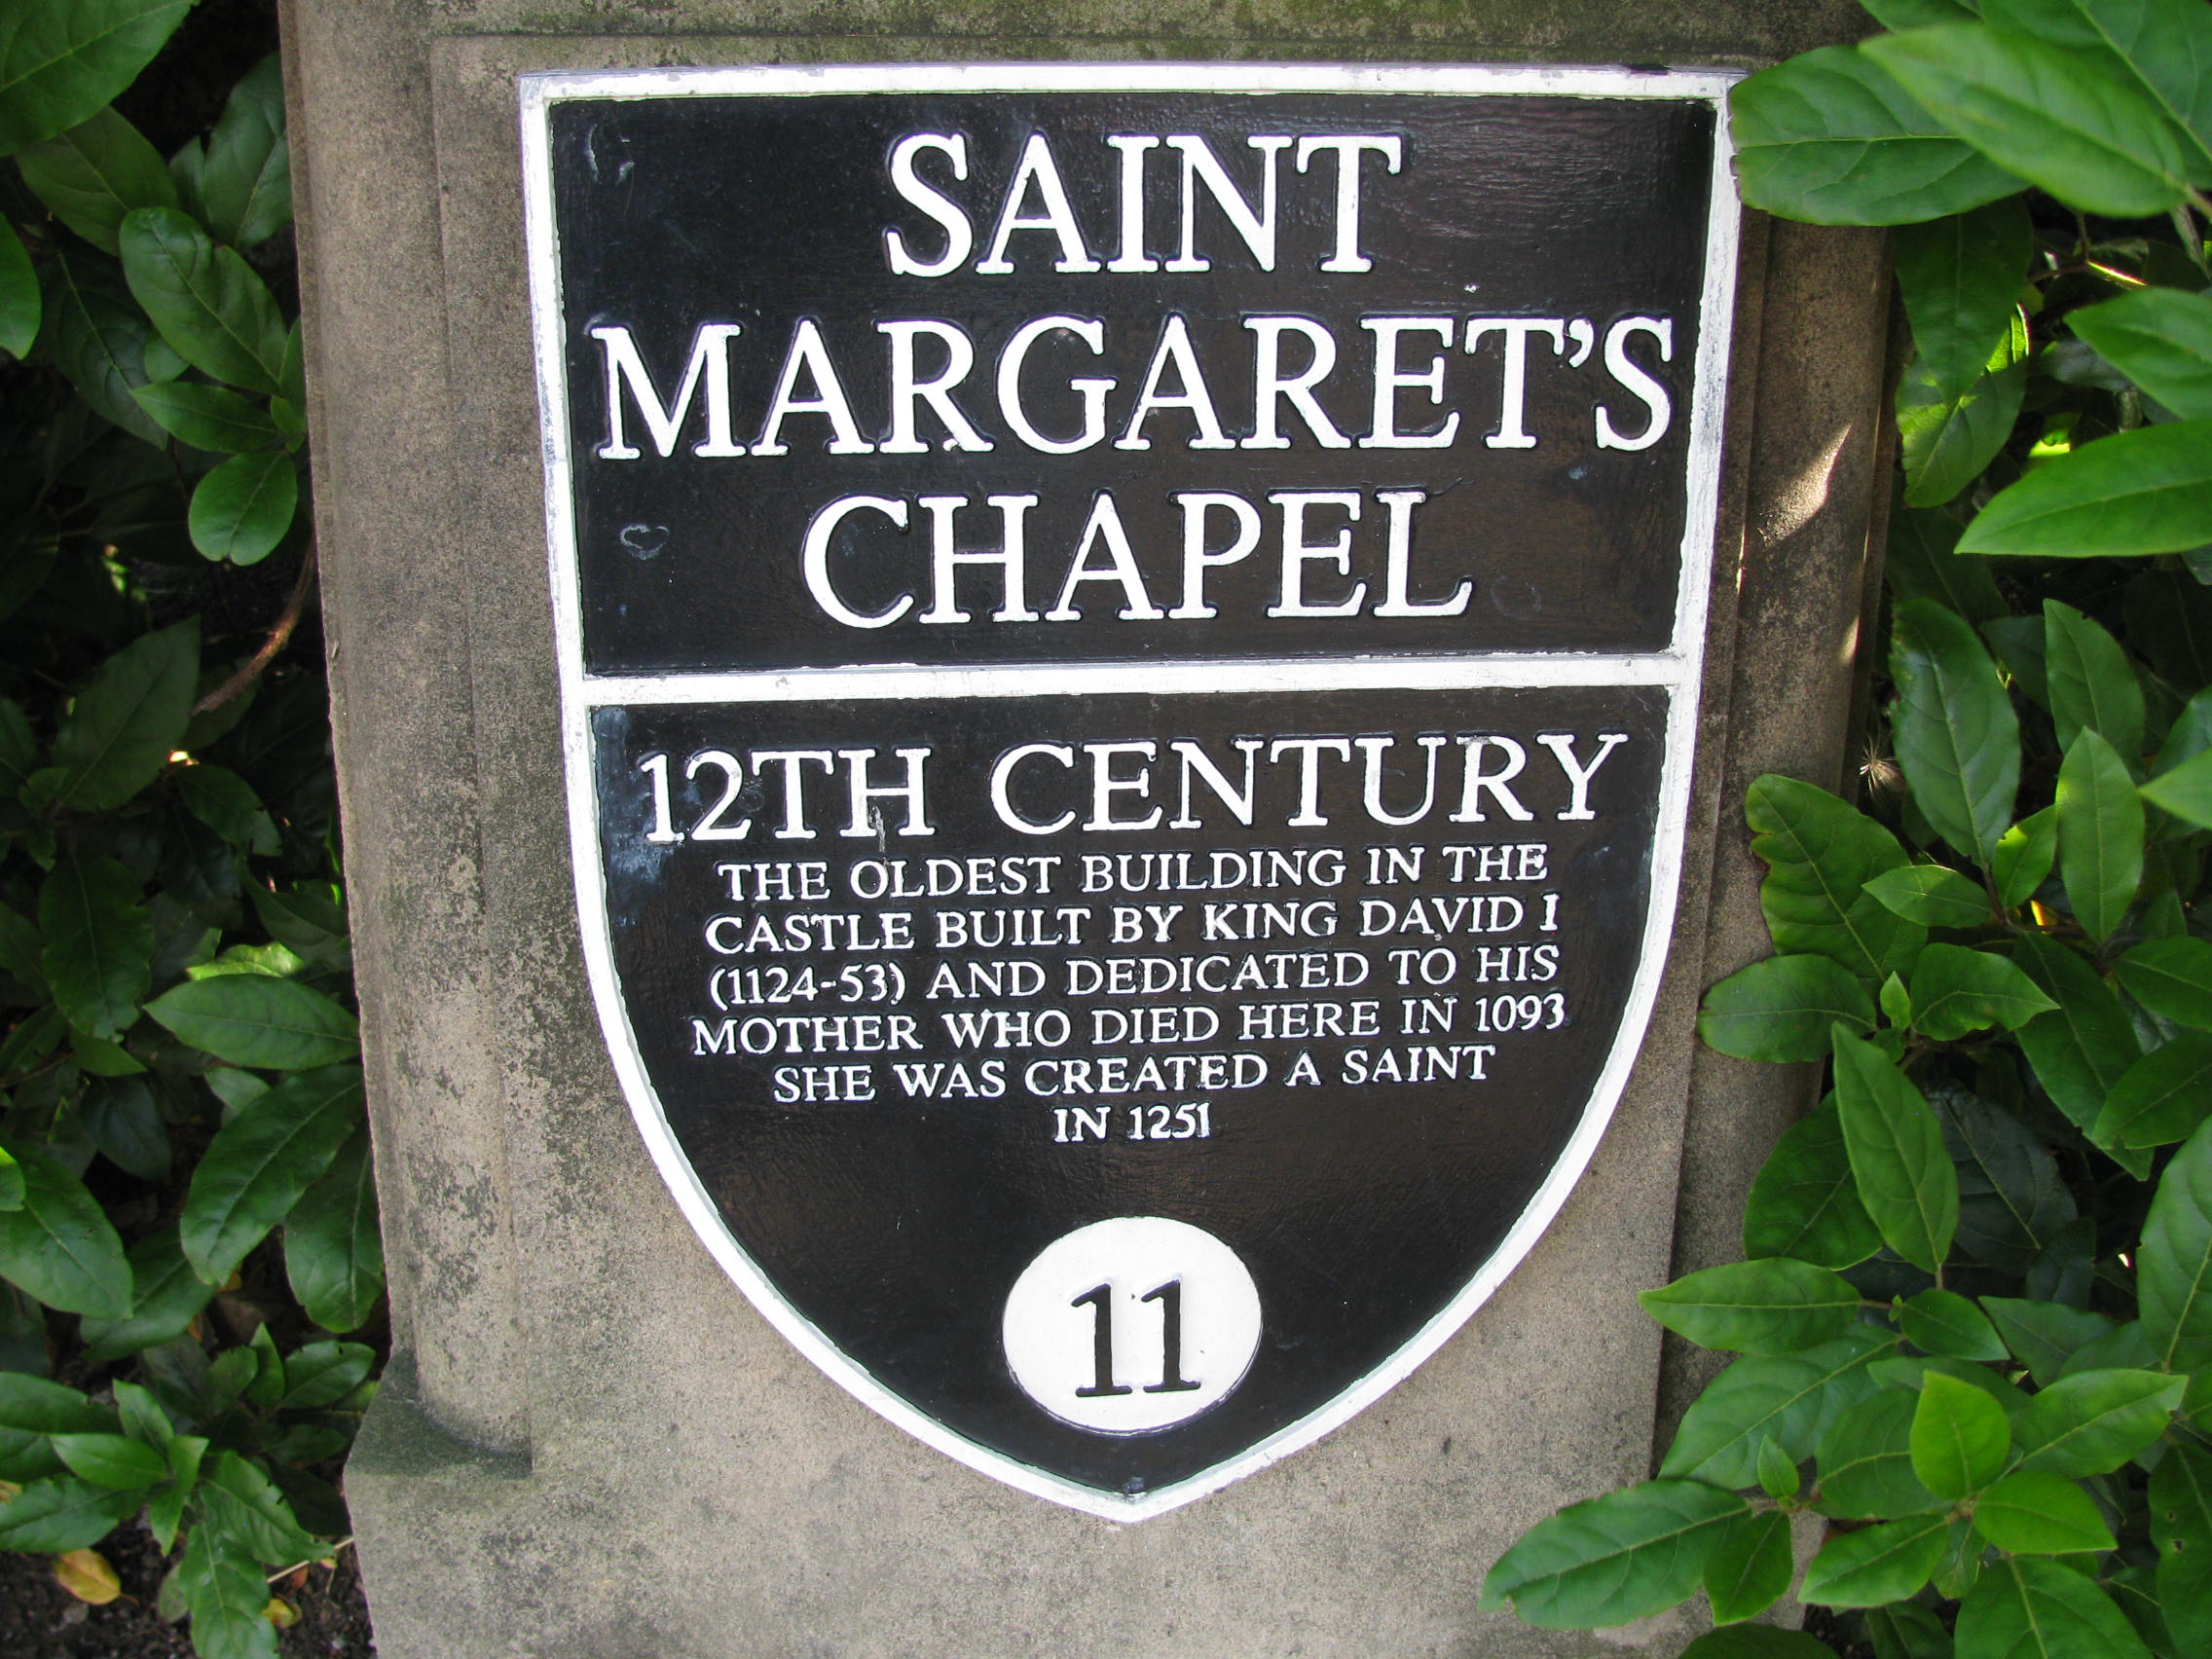 SAINT
MARGARET'S
CHAPEL
12TH CENTURY
THE OLDEST BUILDING IN THE
CASTLE BUILT BY KING DAVID I
(1124-53) AND DEDICATED TO HIS
MOTHER WHO DIED HERE IN 1093
SHE WAS CREATED A SAINT
IN 1251
11